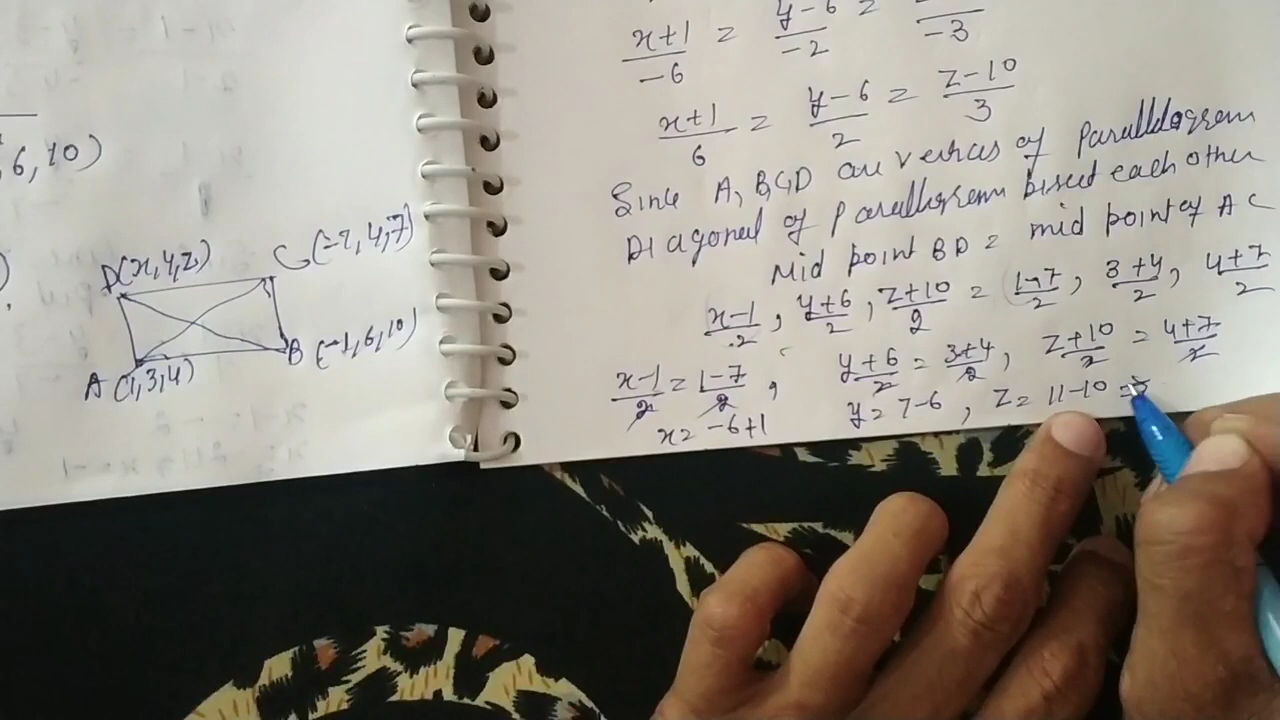 , 6, 10)
)
D(x, y, z)
C (-7, 4, 7)
A (1, 3, 4)
B (-1, 6, 10)
y-6 =
x+1 / -6 = y-6 / -2 = / -3
x+1 / 6 = y-6 / 2 = z-10 / 3
Since A, B, C, D are of Paralldogram
Diagonal of bisect each other
Mid point BD = mid point of AC
x-1 / 2, y+6 / 2, z+10 / 2 = 1-7 / 2, 3+4 / 2, 4+7 / 2
x-1 / 2 = 1-7 / 2, y+6 / 2 = 3+4 / 2, z+10 / 2 = 4+7 / 2
x = -6+1 y = 7-6, z = 11-10 =